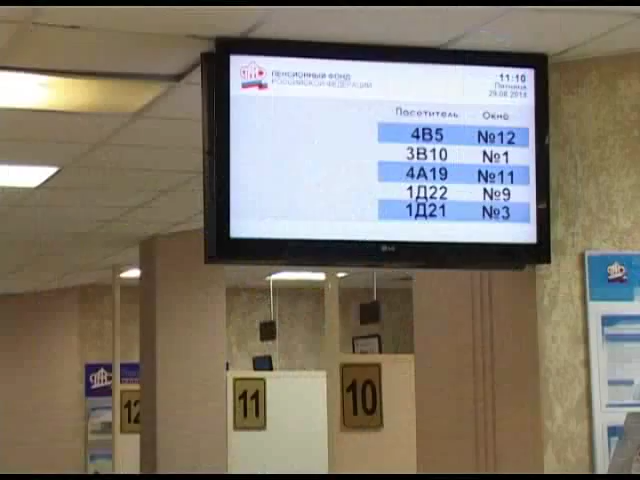 ПЕНСИОННЫЙ ФОНД
РОССИЙСКОЙ ФЕДЕРАЦИИ
11:10
Пятница
Посетитель Окно
4В5 №12
3В10 №1
4А19 №11
1Д22 №9
1Д21 №3
12
11
10